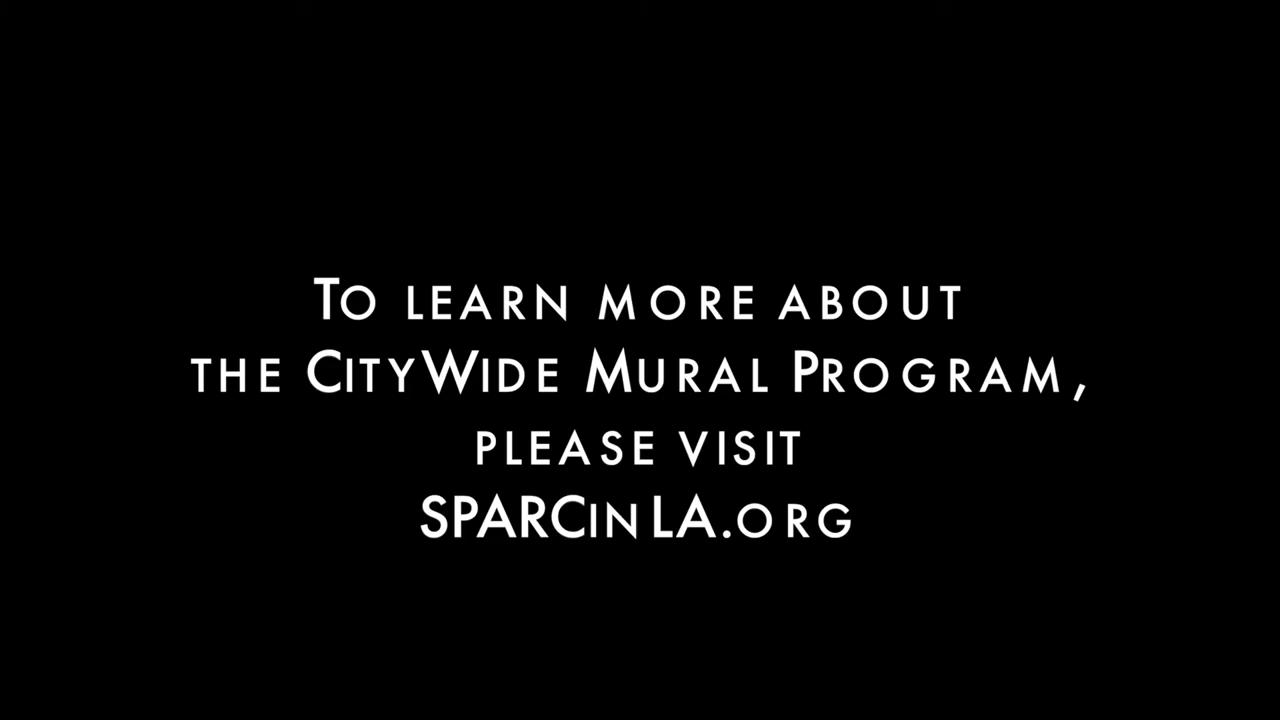 To learn more about
the CityWide Mural Program,
please visit
SPARCinLA.org